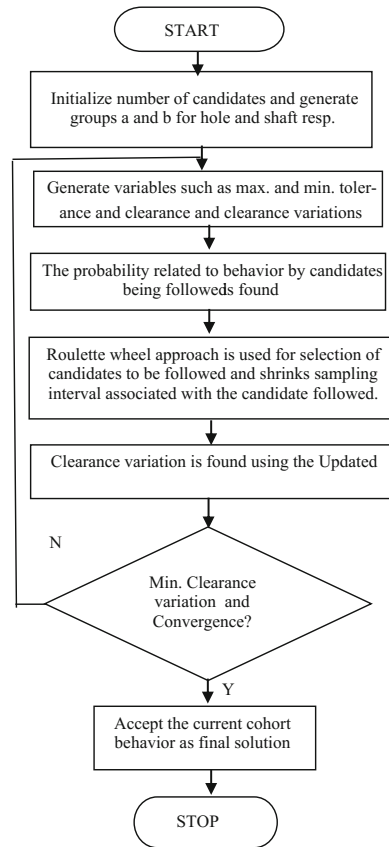 START
Initialize number of candidates and generate
groups a and b for hole and shaft resp.
Generate variables such as max. and min. toler-
ance and clearance and clearance variations
The probability related to behavior by candidates
being followeds found
Roulette wheel approach is used for selection of
candidates to be followed and shrinks sampling
interval associated with the candidate followed.
Clearance variation is found using the Updated
N
Min. Clearance
variation and
Convergence?
Y
Accept the current cohort
behavior as final solution
STOP